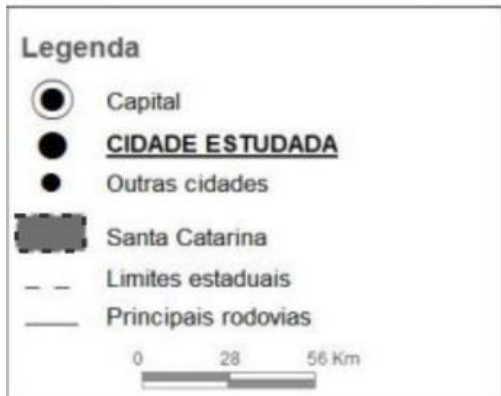 Legenda
Capital
CIDADE ESTUDADA
Outras cidades
Santa Catarina
Limites estaduais
Principais rodovias
0 28 56 Km